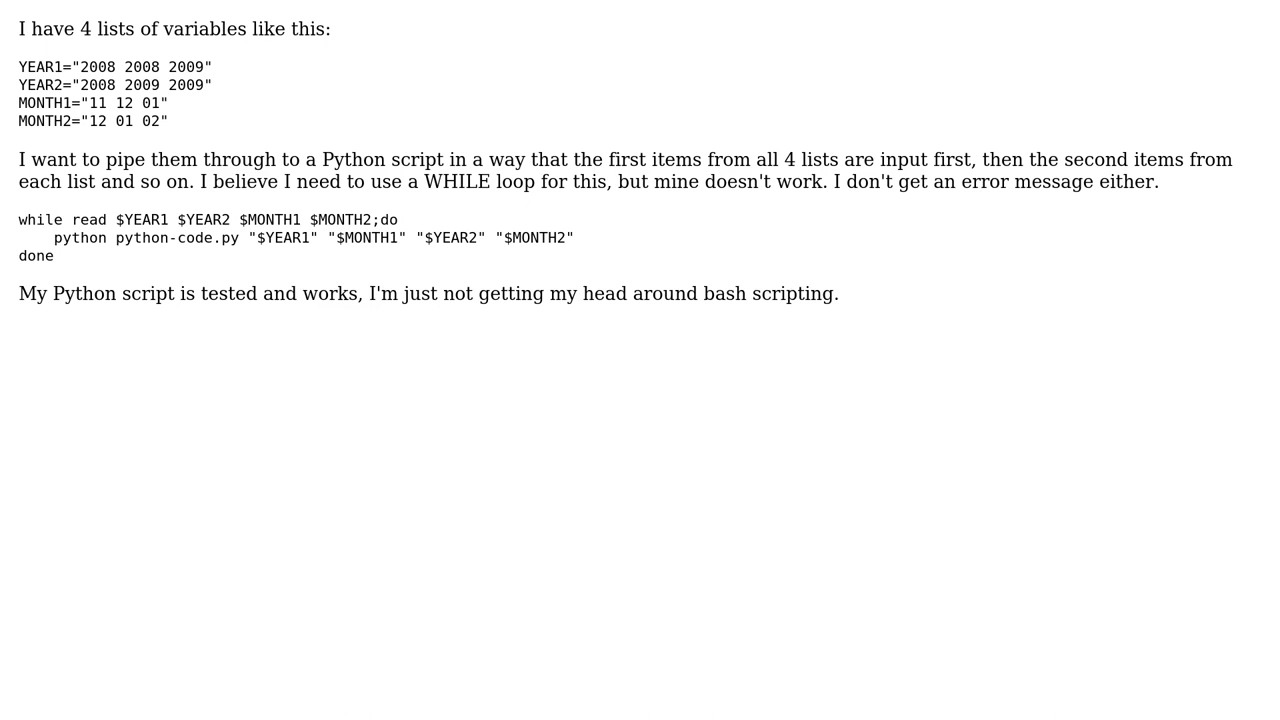 I have 4 lists of variables like this:
YEAR1="2008 2008 2009"
YEAR2="2008 2009 2009"
MONTH1="11 12 01"
MONTH2="12 01 02"
I want to pipe them through to a Python script in a way that the first items from all 4 lists are input first, then the second items from
each list and so on. I believe I need to use a WHILE loop for this, but mine doesn't work. I don't get an error message either.
while read $YEAR1 $YEAR2 $MONTH1 $MONTH2;do
    python python-code.py "$YEAR1" "$MONTH1" "$YEAR2" "$MONTH2"
done
My Python script is tested and works, I'm just not getting my head around bash scripting.